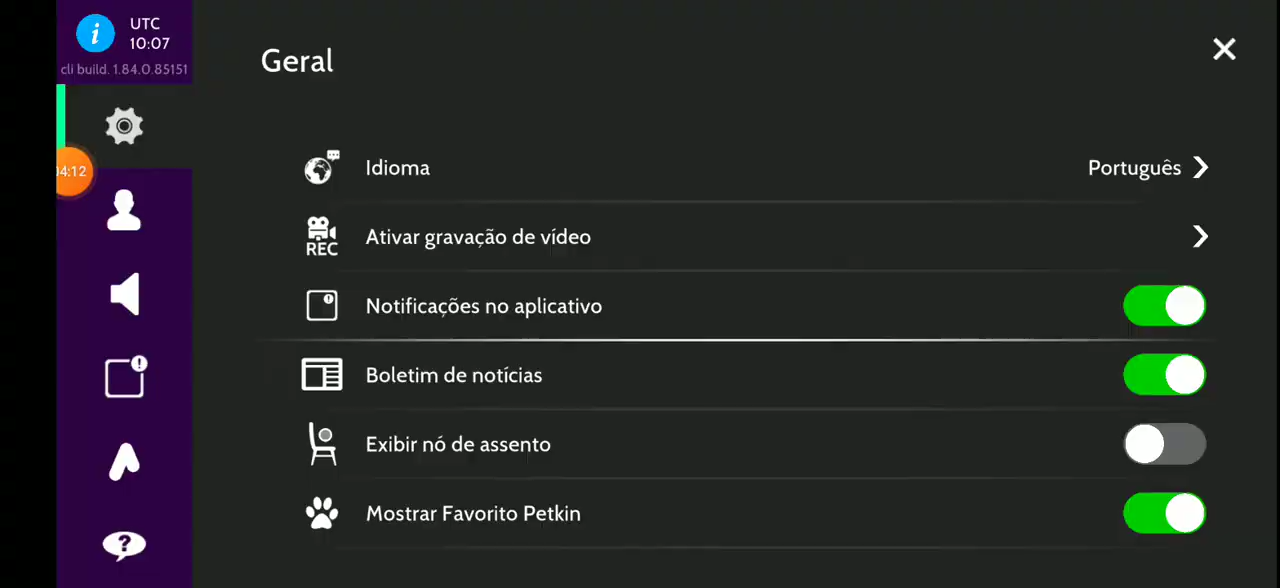 UTC
10:07
cli build. 1.84.0.85151
Geral
04:12
Idioma
Português
REC
Ativar gravação de vídeo
Notificações no aplicativo
Boletim de notícias
Exibir nó de assento
Mostrar Favorito Petkin